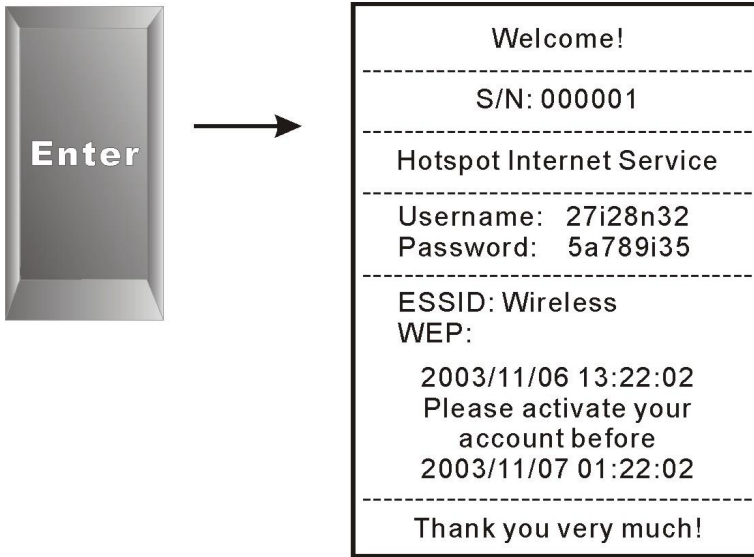 Enter
Welcome!
S/N: 000001
Hotspot Internet Service
Username: 27i28n32
Password: 5a789i35
ESSID: Wireless
WEP:
2003/11/06 13:22:02
Please activate your
account before
2003/11/07 01:22:02
Thank you very much!